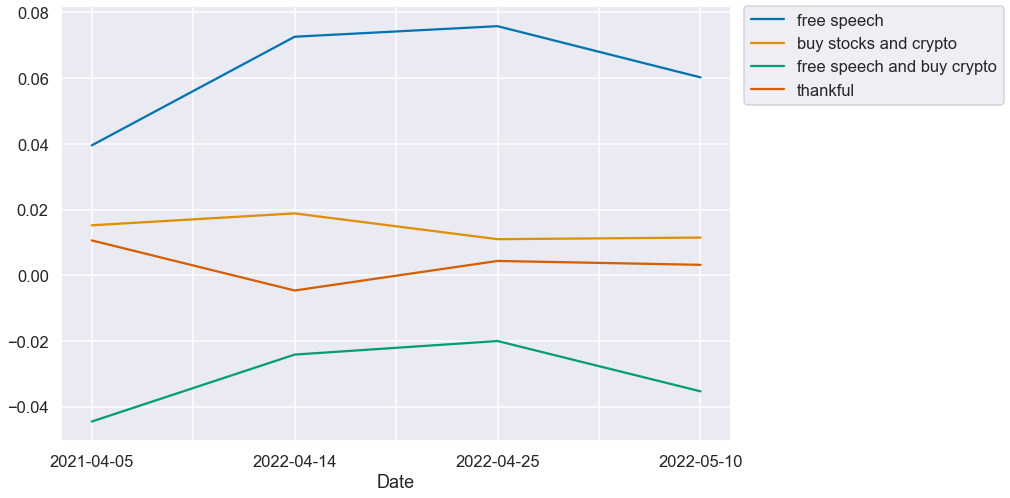 0.08
0.06
0.04
0.02
0.00
−0.02
−0.04
2021-04-05
2022-04-14
2022-04-25
2022-05-10
Date
free speech
buy stocks and crypto
free speech and buy crypto
thankful